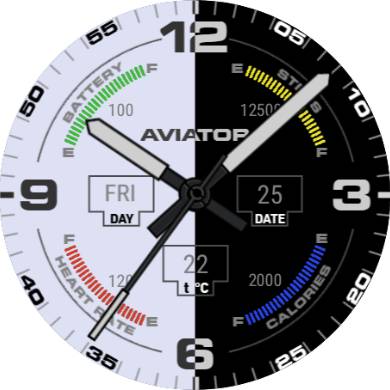 12
55
05
BATTERY
F
E
STEPS
50
100
12500
10
E
F
AVIATOR
9
FRI
DAY
25
DATE
3
22
t °C
F
E
40
120
2000
20
HEART RATE
E
F
CALORIES
35
6
25